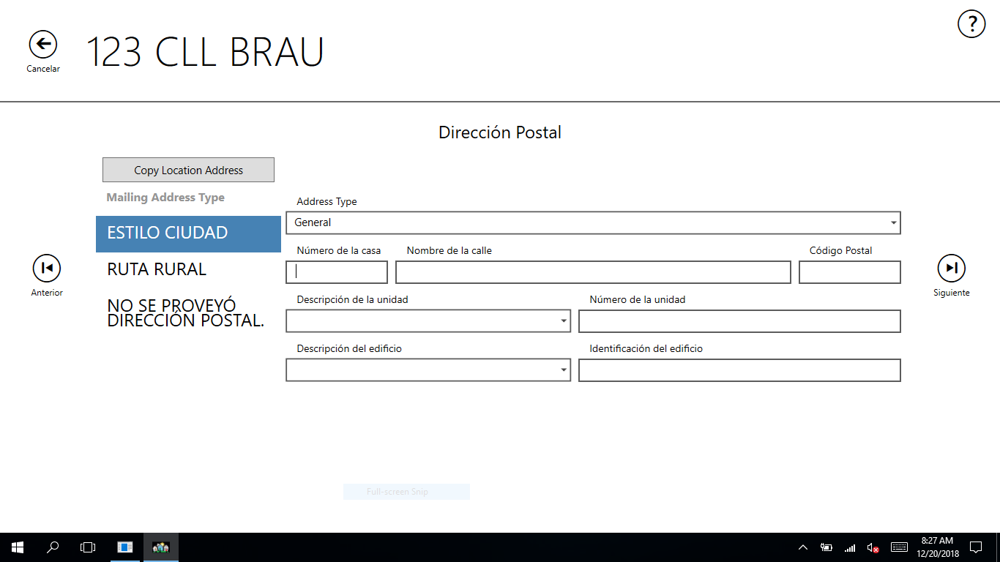 ?
Cancelar
123 CLL BRAU
Dirección Postal
Copy Location Address
Mailing Address Type
ESTILO CIUDAD
RUTA RURAL
NO SE PROVEYÓ
DIRECCIÓN POSTAL.
Address Type
General
Número de la casa Nombre de la calle Código Postal
Descripción de la unidad Número de la unidad
Descripción del edificio Identificación del edificio
Anterior
Siguiente
Full-screen Snip
8:27 AM
12/20/2018